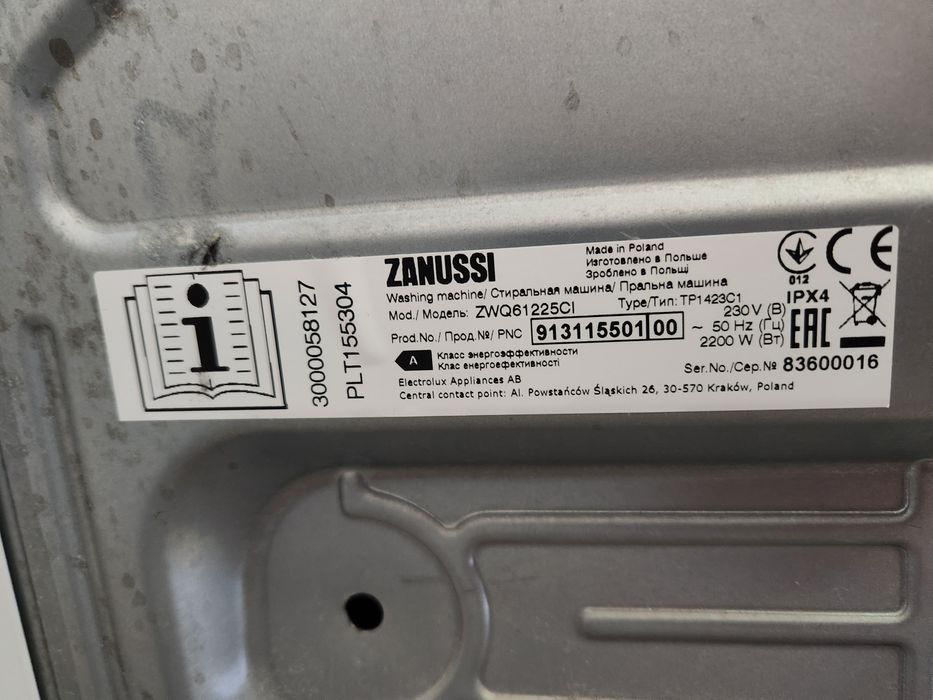 3000058127
PLT155304
ZANUSSI
Made in Poland
Изготовлено в Польше
Зроблено в Польщі
Washing machine/ Стиральная машина/ Пральна машина
Mod./ Модель: ZWQ61225CI
Type/Тип: TP1423C1
Prod.No./ Прод.№/ PNC 913115501 00
230 V (В)
~ 50 Hz (Гц)
2200 W (Вт)
A
Класс энергоэффективности
Клас енергоефективності
Electrolux Appliances AB
Central contact point: Al. Powstańców Śląskich 26, 30-570 Kraków, Poland
Ser.No./Сер.№ 83600016
012
CE
IPX4
EAC